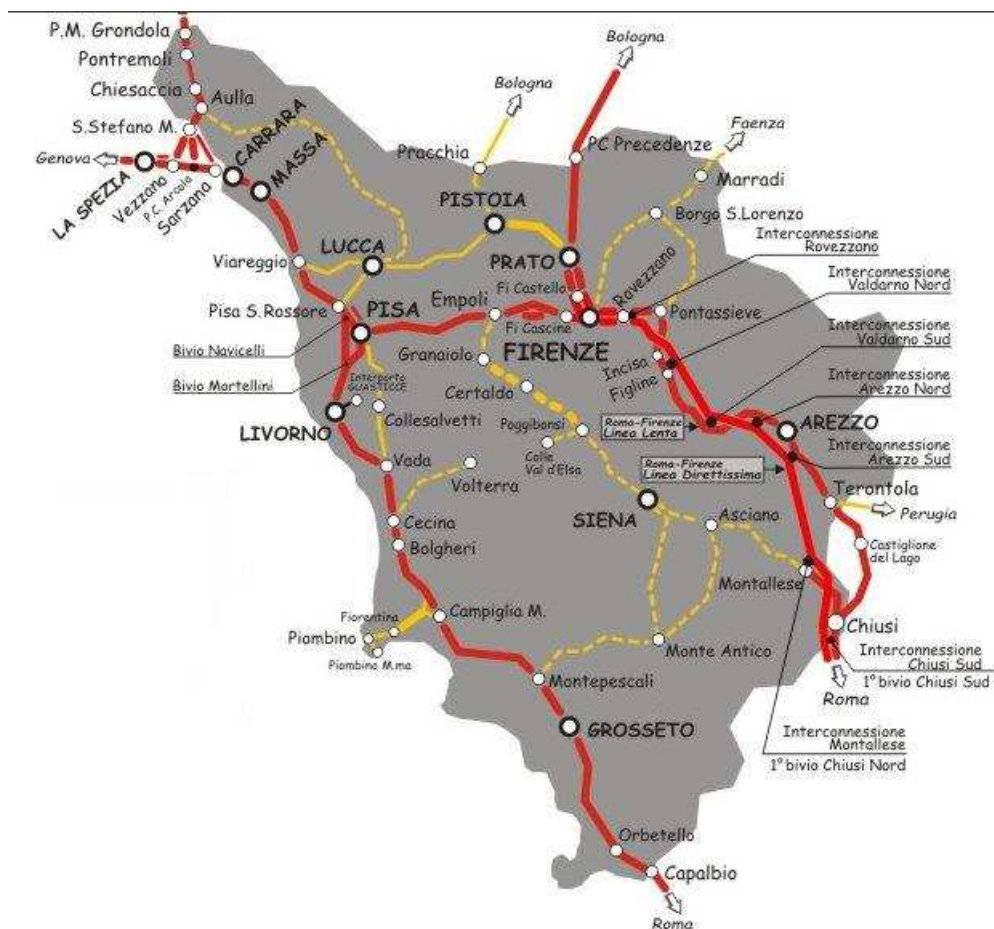 P.M. Grondola
Pontremoli
Chiesaccia
Aulla
S.Stefano M.
Genova
LA SPEZIA
Vezzano
P.C. Arcola
Sarzana
CARRARA
MASSA
Bologna
Bologna
Faenza
Pracchia
PC Precedenze
Marradi
PISTOIA
Borgo S.Lorenzo
Interconnessione
Rovezzano
LUCCA
Viareggio
PRATO
Ravezzano
Interconnessione
Valdarno Nord
Fi Castello
Empoli
Pisa S. Rossore
PISA
Fi Cascine
Pontassieve
Interconnessione
Valdarno Sud
Bivio Navicelli
Granaiolo
FIRENZE
Incisa
Figline
Interconnessione
Arezzo Nord
Bivio Mortellini
Interporto
GUASTICCE
Certaldo
Collesalvetti
LIVORNO
Poggibonsi
Roma-Firenze
Linea Lenta
AREZZO
Interconnessione
Arezzo Sud
Colle
Val d'Elsa
Roma-Firenze
Linea Direttissima
Vada
Volterra
Terontola
Perugia
SIENA
Asciano
Cecina
Bolgheri
Castiglione
del Lago
Montallese
Fiorentina
Campiglia M.
Piombino
Piombino M.ma
Monte Antico
Chiusi
Interconnessione
Chiusi Sud
1° bivio Chiusi Sud
Montepescali
Roma
GROSSETO
Interconnessione
Montallese
1° bivio Chiusi Nord
Orbetello
Capalbio
Roma